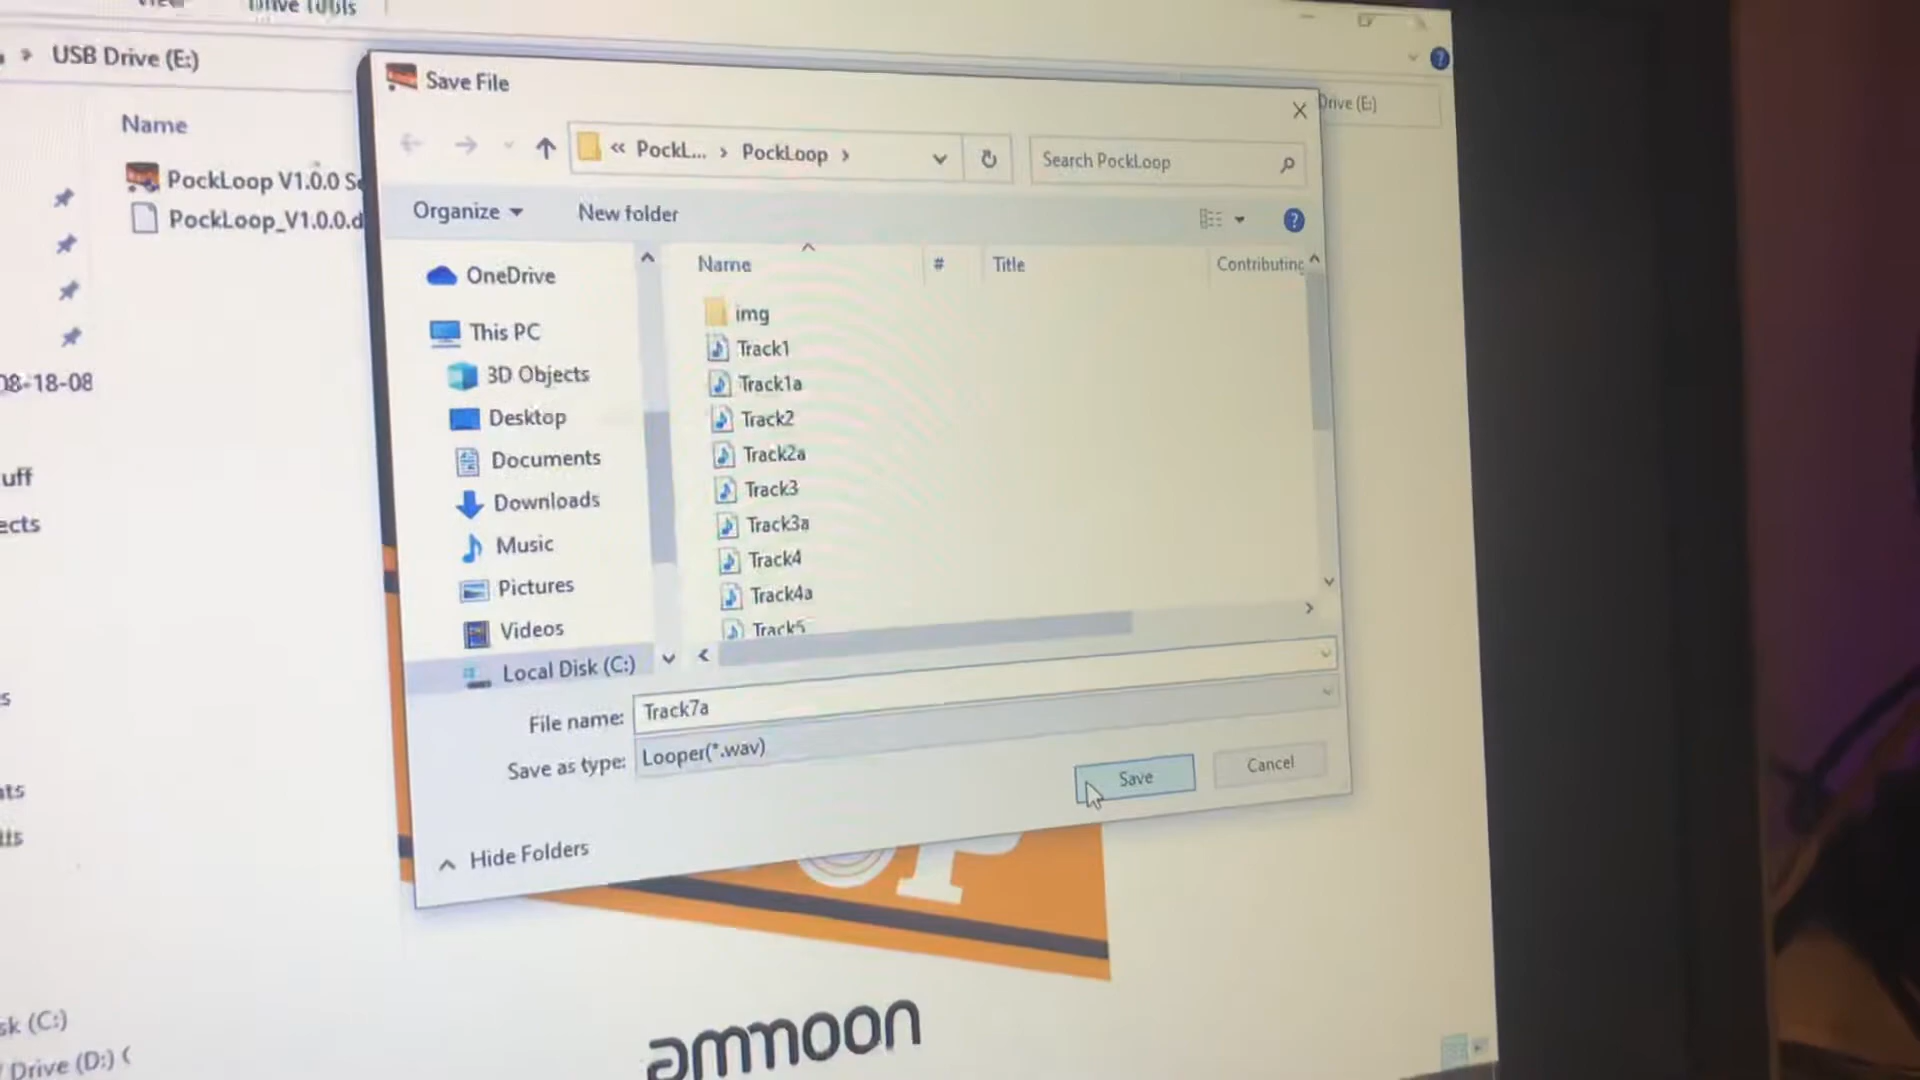 Drive Tools
USB Drive (E:)
Name
PockLoop V1.0.0
PockLoop_V1.0.0.d
08-18-08
uff
ects
Drive (D:) (
Drive (E:)
Save File
« PockL... › PockLoop ›
Search PockLoop
Organize
New folder
OneDrive
This PC
3D Objects
Desktop
Documents
Downloads
Music
Pictures
Videos
Local Disk (C:)
Name
#
Title
Contributing
img
Track1
Track1a
Track2
Track2a
Track3
Track3a
Track4
Track4a
Track5
File name: Track7a
Save as type: Looper(*.wav)
Save
Cancel
Hide Folders
ammoon